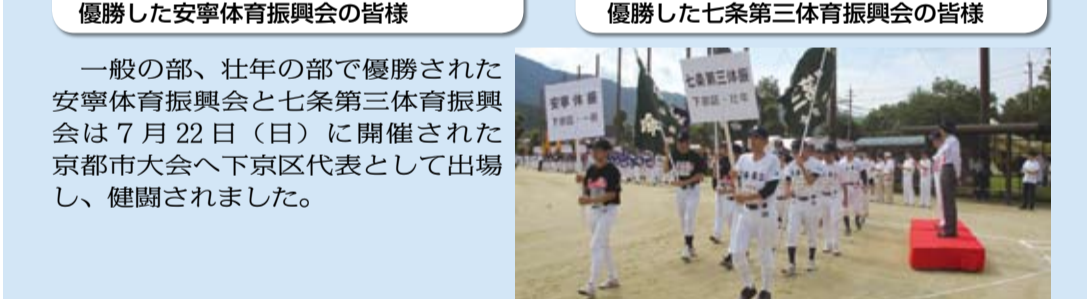 優勝した安寧体育振興会の皆様
優勝した七条第三体育振興会の皆様
一般の部、壮年の部で優勝された
安寧体育振興会と七条第三体育振興
会は7月22日（日）に開催された
京都市大会へ下京区代表として出場
し、健闘されました。
安寧体振
下京区・一般
七条第三体振
下京区・壮年